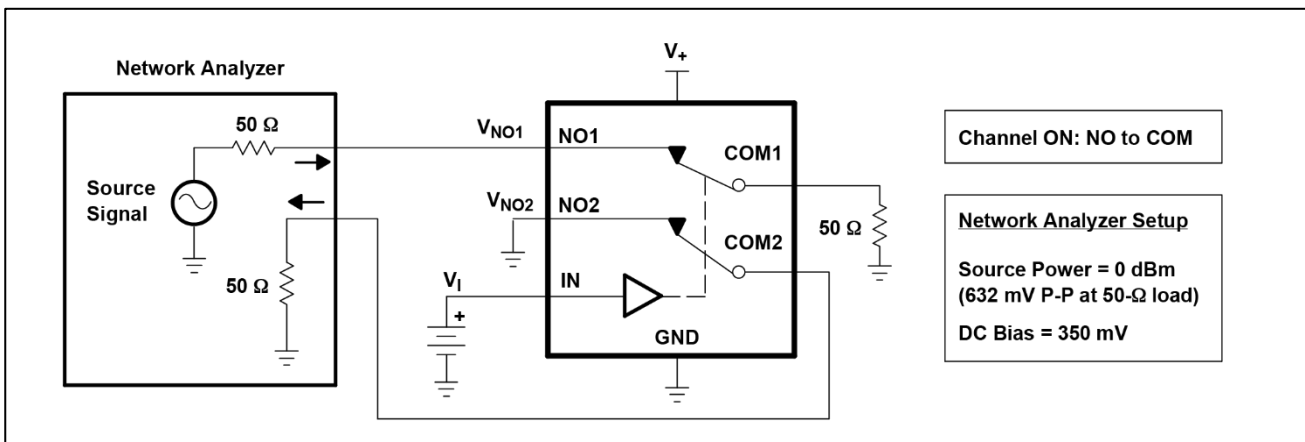 Network Analyzer
50 Ω
Source
Signal
50 Ω
V+
VNO1
NO1
COM1
VNO2
NO2
COM2
50 Ω
VI
+
IN
GND
Channel ON: NO to COM
Network Analyzer Setup
Source Power = 0 dBm
(632 mV P-P at 50-Ω load)
DC Bias = 350 mV